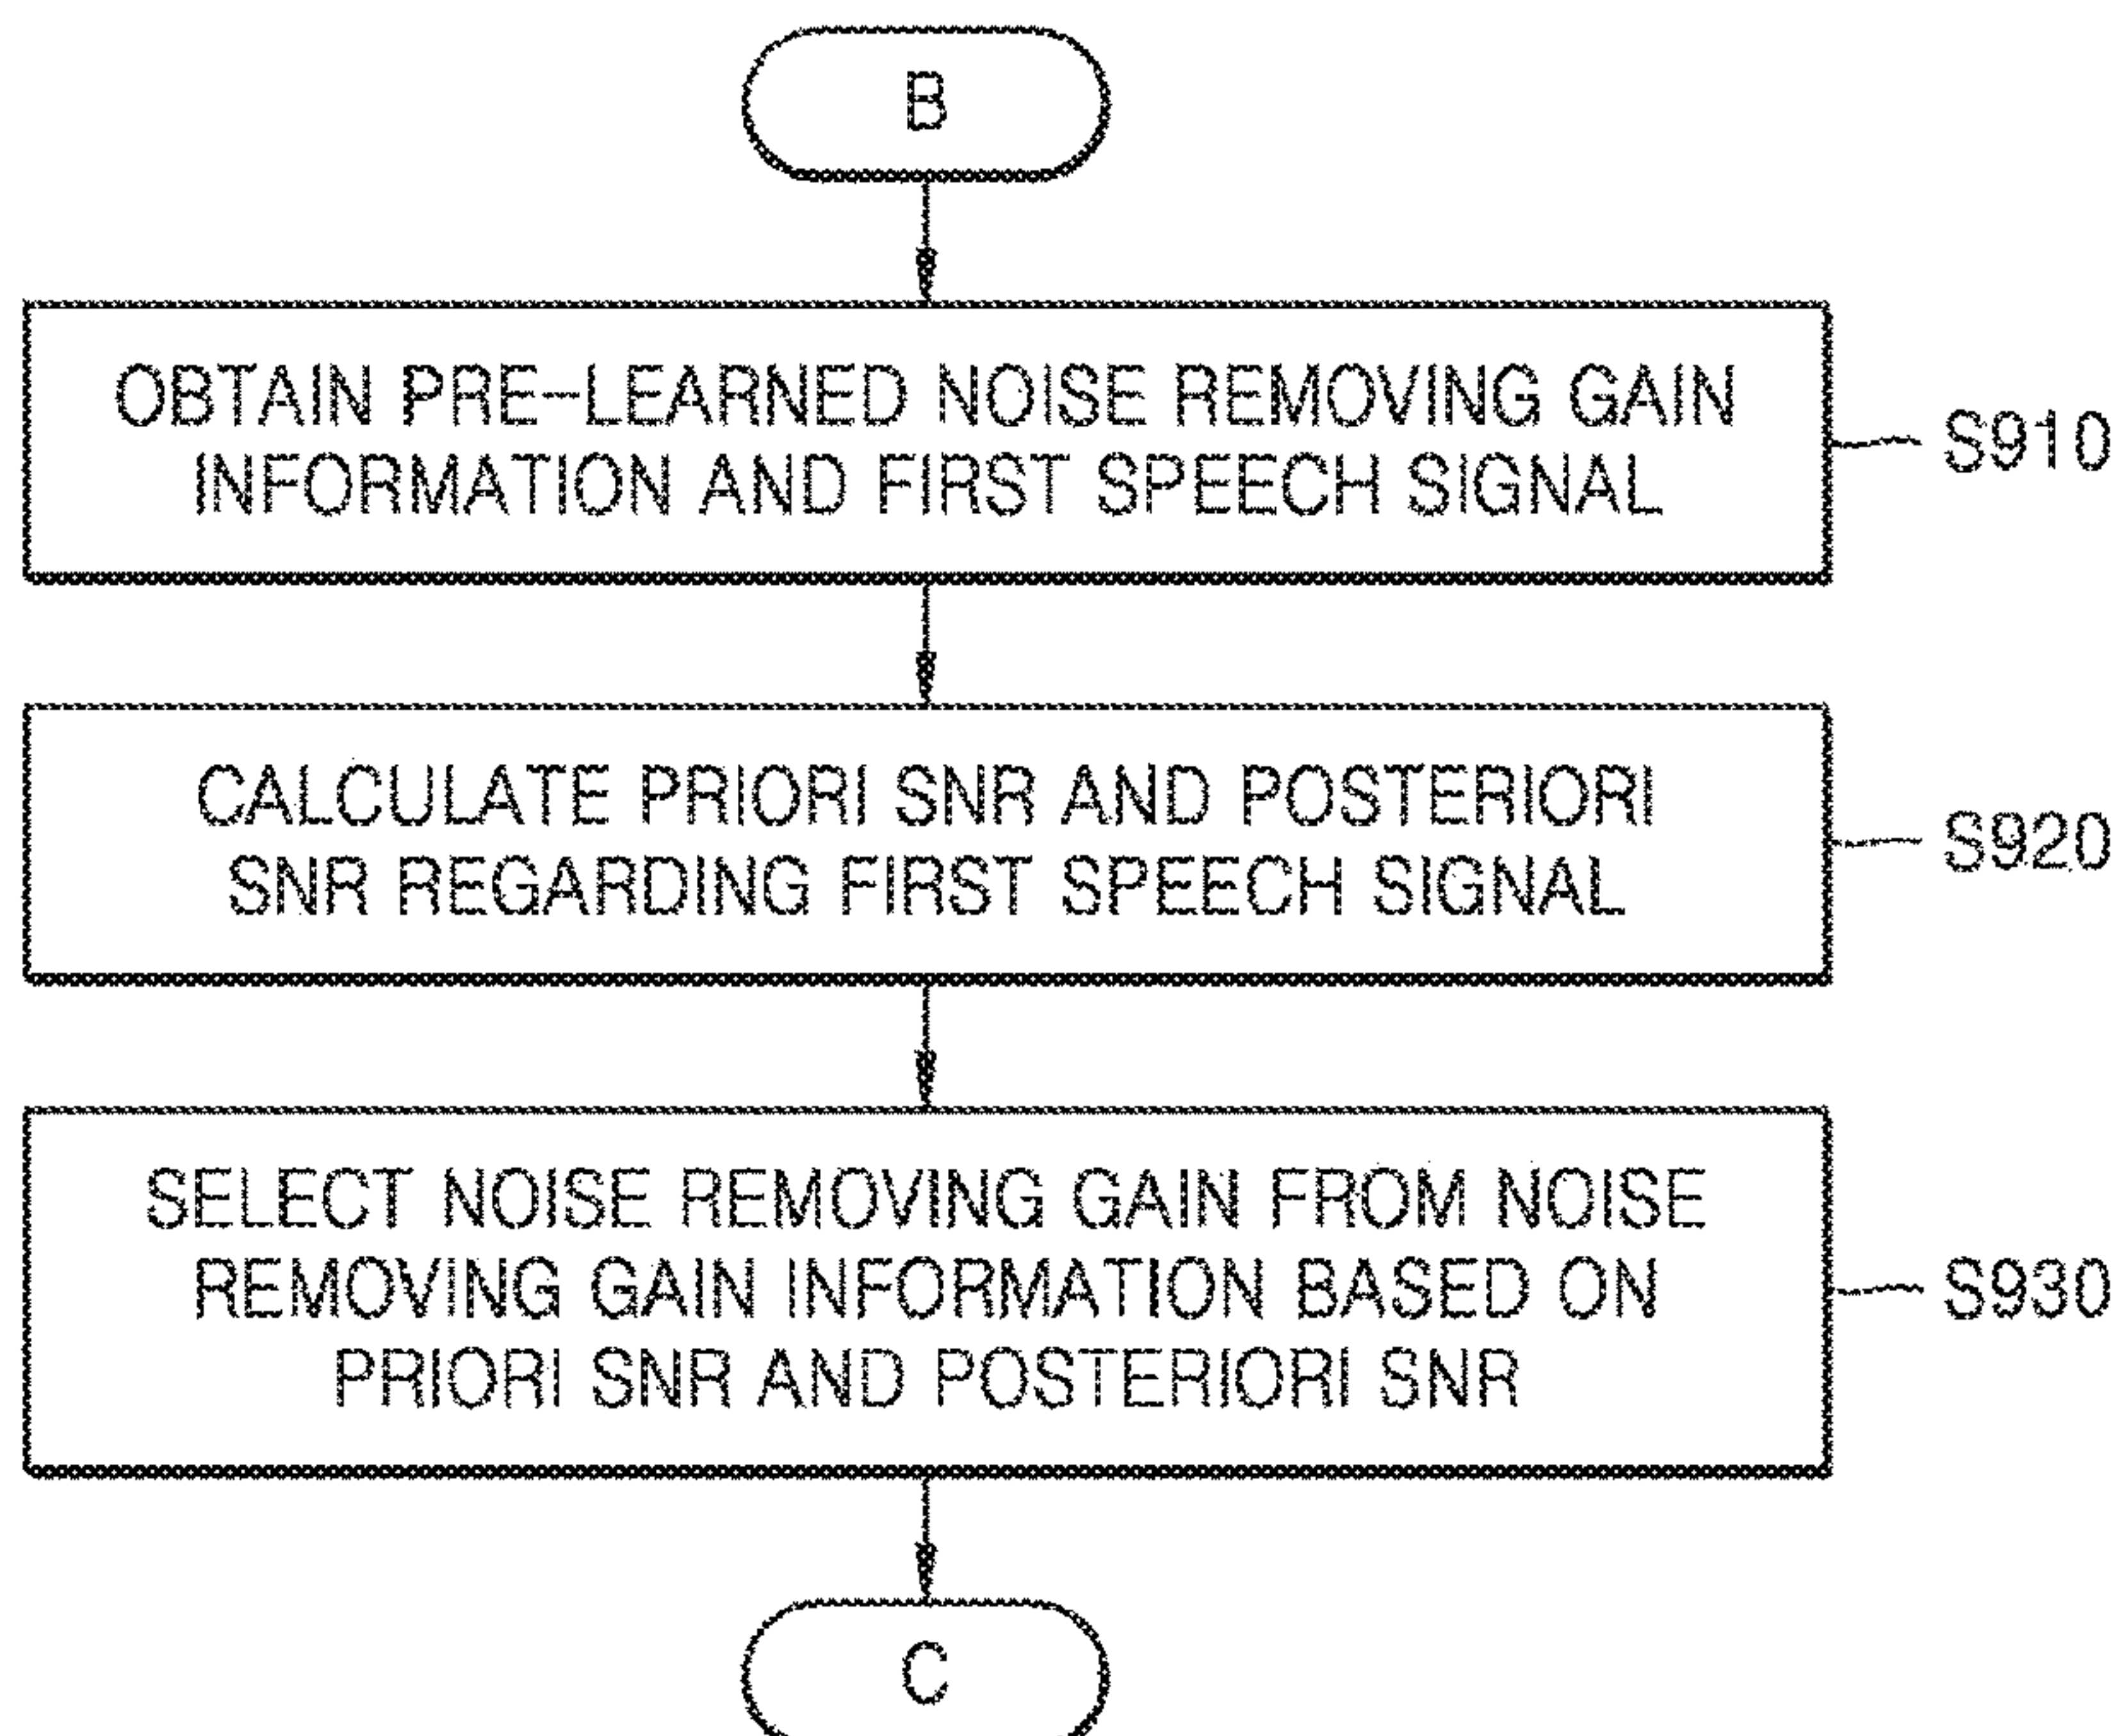 B
OBTAIN PRE-LEARNED NOISE REMOVING GAIN
INFORMATION AND FIRST SPEECH SIGNAL
S910
CALCULATE PRIORI SNR AND POSTERIORI
SNR REGARDING FIRST SPEECH SIGNAL
S920
SELECT NOISE REMOVING GAIN FROM NOISE
REMOVING GAIN INFORMATION BASED ON
PRIORI SNR AND POSTERIORI SNR
S930
C